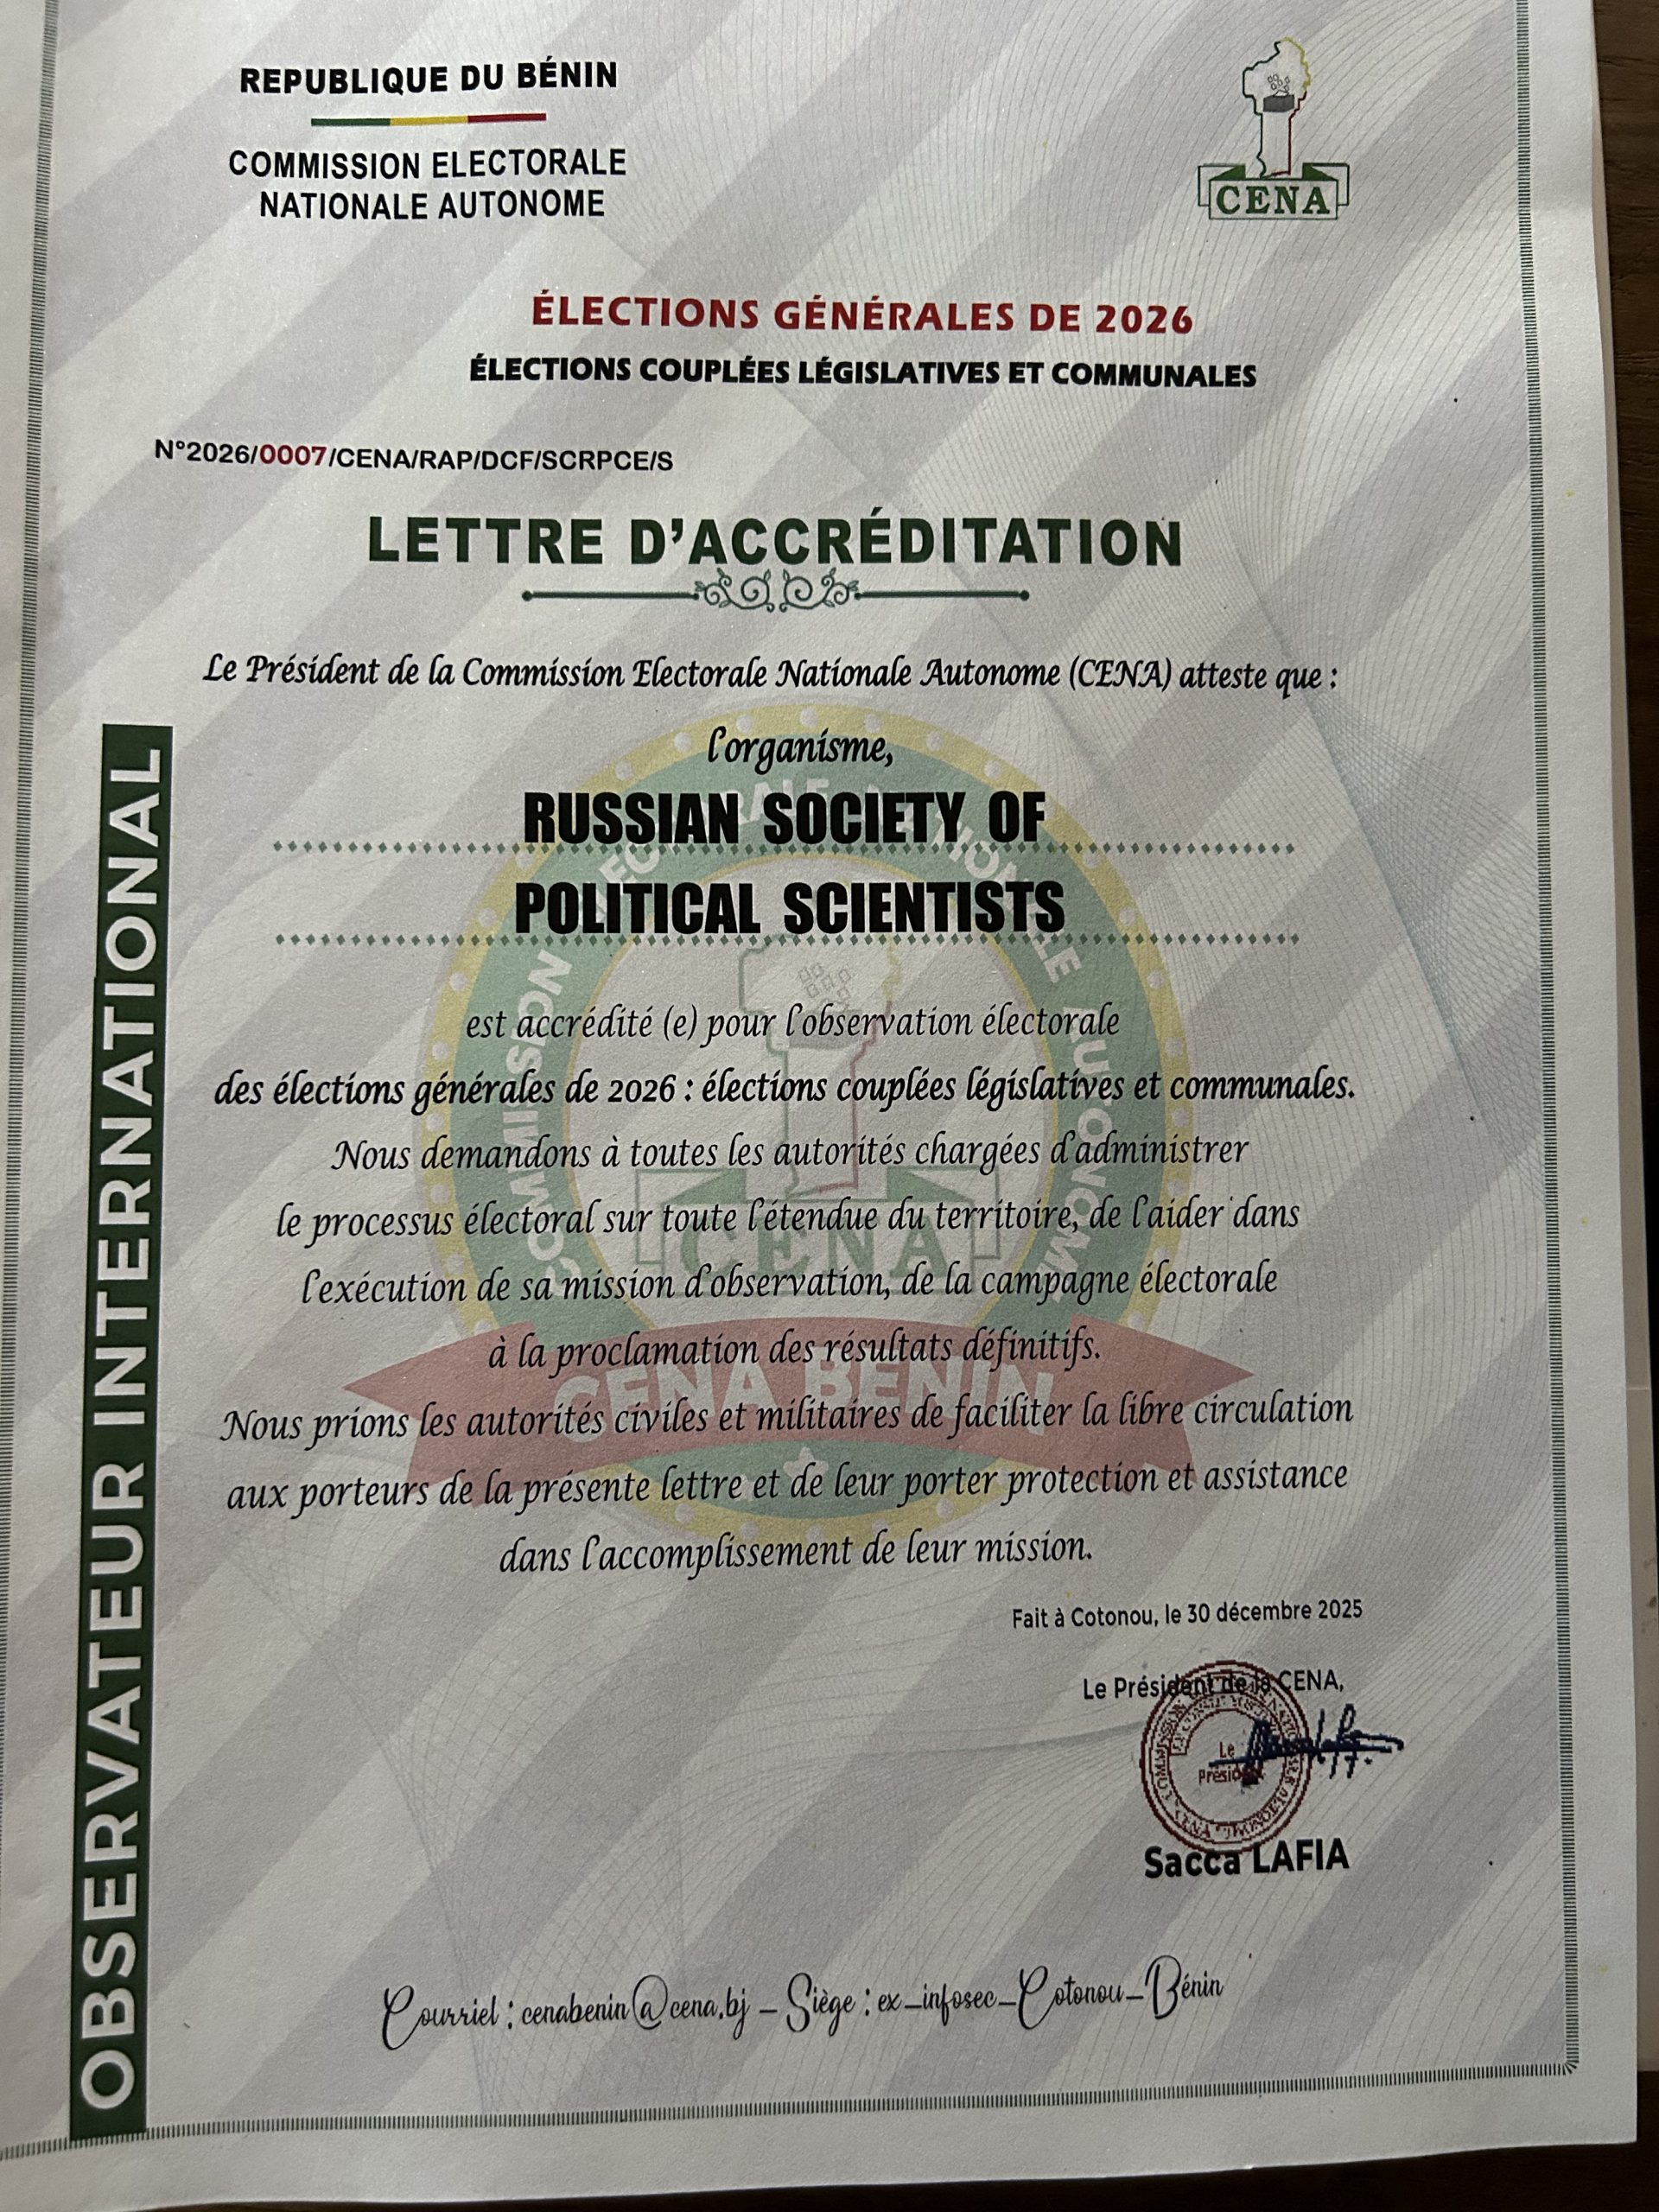 REPUBLIQUE DU BÉNIN
COMMISSION ELECTORALE
NATIONALE AUTONOME
CENA
ÉLECTIONS GÉNÉRALES DE 2026
ÉLECTIONS COUPLÉES LÉGISLATIVES ET COMMUNALES
N°2026/0007/CENA/RAP/DCF/SCRPCE/S
LETTRE D'ACCRÉDITATION
Le Président de la Commission Electorale Nationale Autonome (CENA) atteste que :
l'organisme,
RUSSIAN SOCIETY OF
POLITICAL SCIENTISTS
est accrédité (e) pour l'observation électorale
des élections générales de 2026 : élections couplées législatives et communales.
Nous demandons à toutes les autorités chargées d'administrer
le processus électoral sur toute l'étendue du territoire, de l'aider dans
l'exécution de sa mission d'observation, de la campagne électorale
à la proclamation des résultats définitifs.
Nous prions les autorités civiles et militaires de faciliter la libre circulation
aux porteurs de la présente lettre et de leur porter protection et assistance
dans l'accomplissement de leur mission.
OBSERVATEUR INTERNATIONAL
CENA
CENA BENIN
Fait à Cotonou, le 30 décembre 2025
Le Président de la CENA,
Le
Président
Sacca LAFIA
Courriel : cenabenin@cena.bj _ Siège : ex_infosec_Cotonou_Bénin